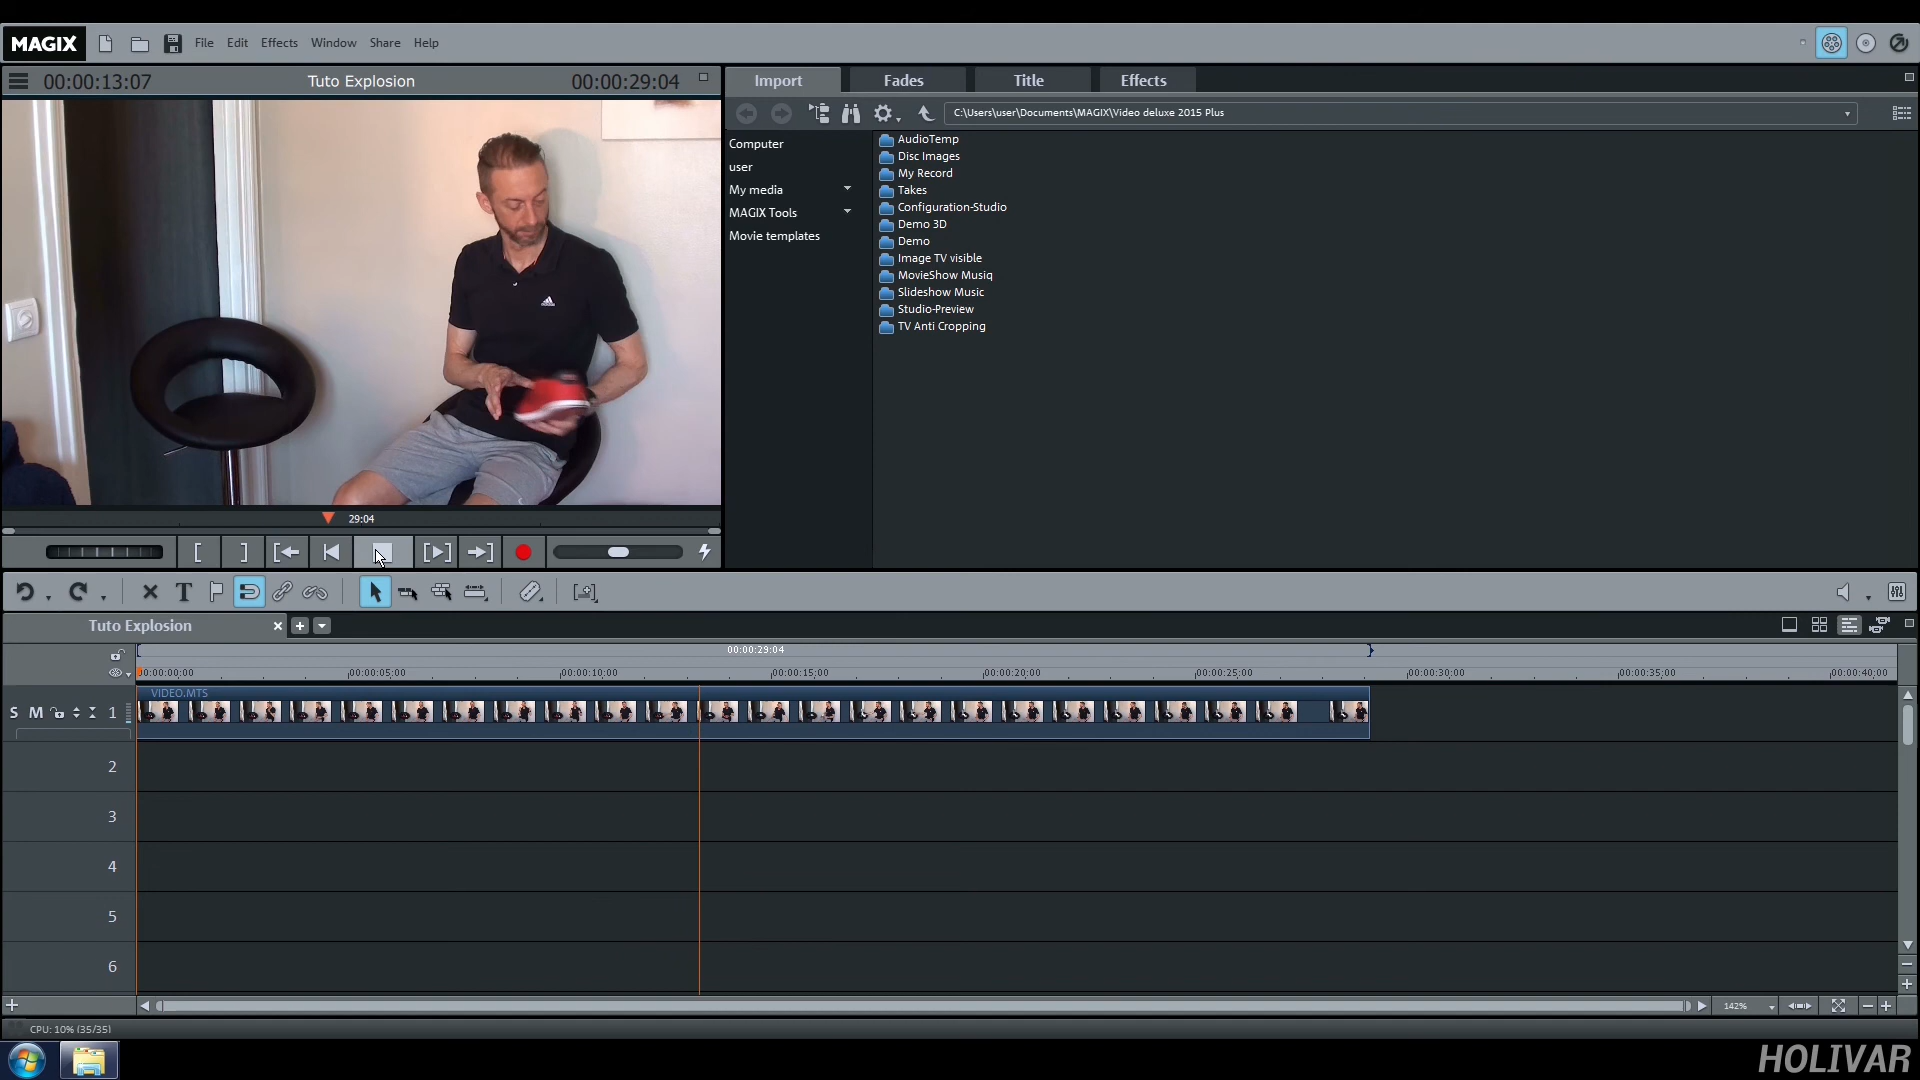 MAGIX File Edit Effects Window Share Help
00:00:13:07 Tuto Explosion 00:00:29:04
Import Fades Title Effects
C:\Users\user\Documents\MAGIX\Video deluxe 2015 Plus
Computer
user
My media
MAGIX Tools
Movie templates
AudioTemp
Disc Images
My Record
Takes
Configuration-Studio
Demo 3D
Demo
Image TV visible
MovieShow Musiq
Slideshow Music
Studio-Preview
TV Anti Cropping
29:04
Tuto Explosion
00:00:29:04
00:00:00:00 00:00:05:00 00:00:10:00 00:00:15:00 00:00:20:00 00:00:25:00 00:00:30:00 00:00:35:00 00:00:40:00
VIDEO.MTS
S M 1
2
3
4
5
6
142%
CPU: 10% (35/35)
HOLIVAR